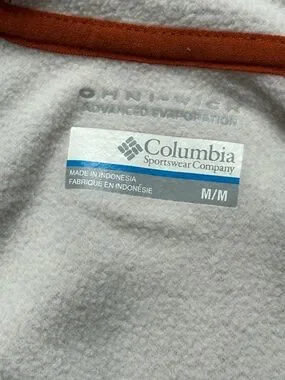 OMNI-WICK
ADVANCED EVAPORATION
Columbia
Sportswear Company
MADE IN INDONESIA
FABRIQUÉ EN INDONÉSIE
M/M